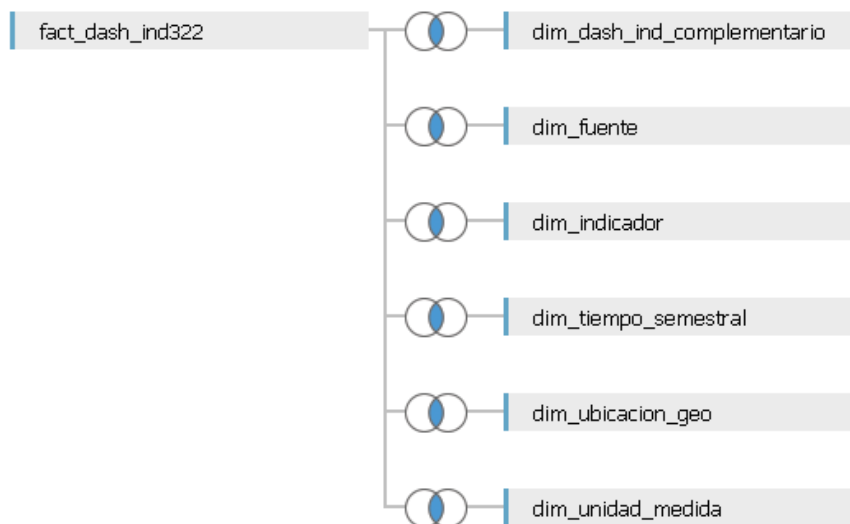 fact_dash_ind322
dim_dash_ind_complementario
dim_fuente
dim_indicador
dim_tiempo_semestral
dim_ubicacion_geo
dim_unidad_medida